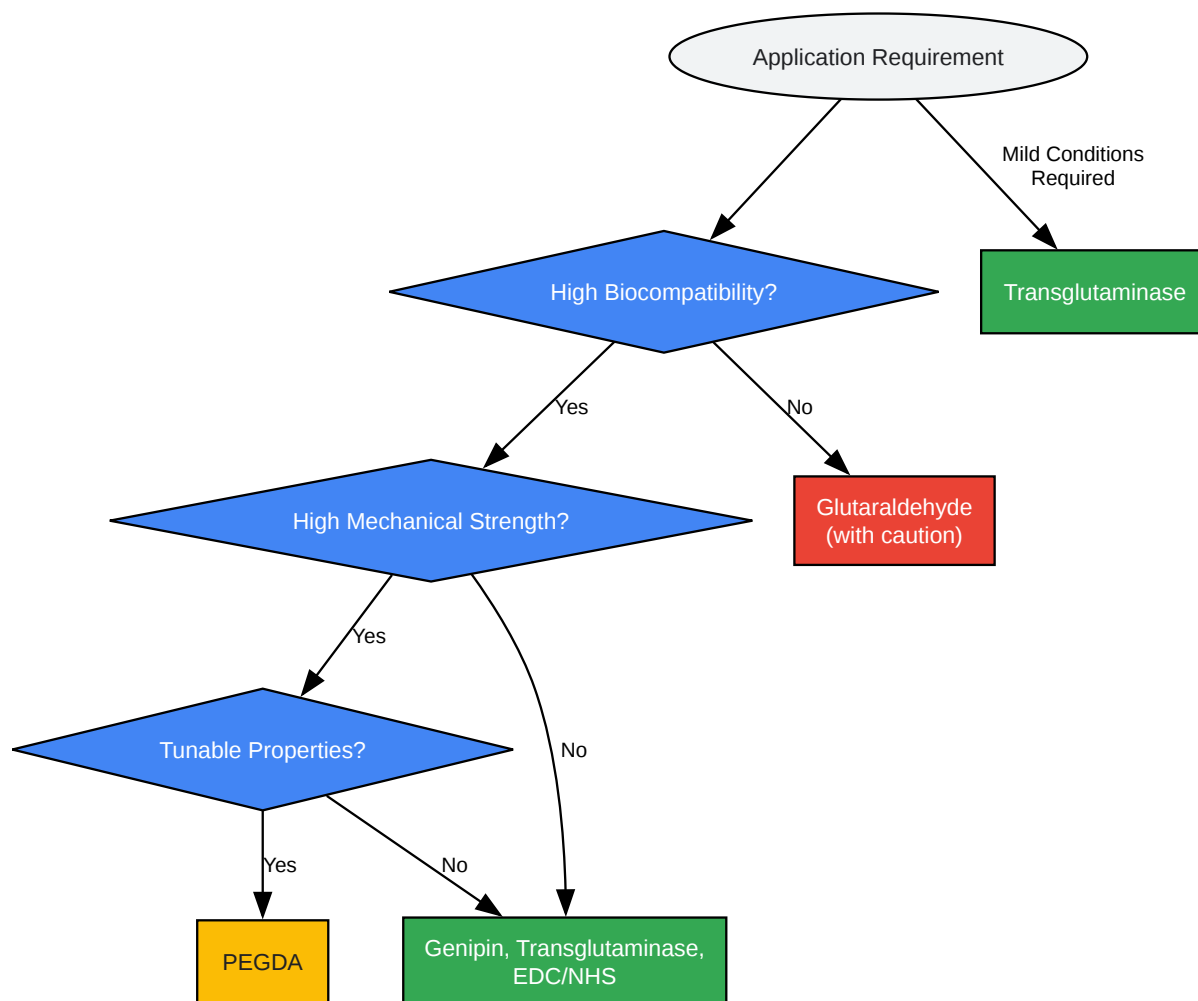 Application Requirement
Mild Conditions
Required
High Biocompatibility?
Transglutaminase
Yes
No
High Mechanical Strength?
Glutaraldehyde
(with caution)
Yes
No
Tunable Properties?
Yes
No
PEGDA
Genipin, Transglutaminase,
EDC/NHS